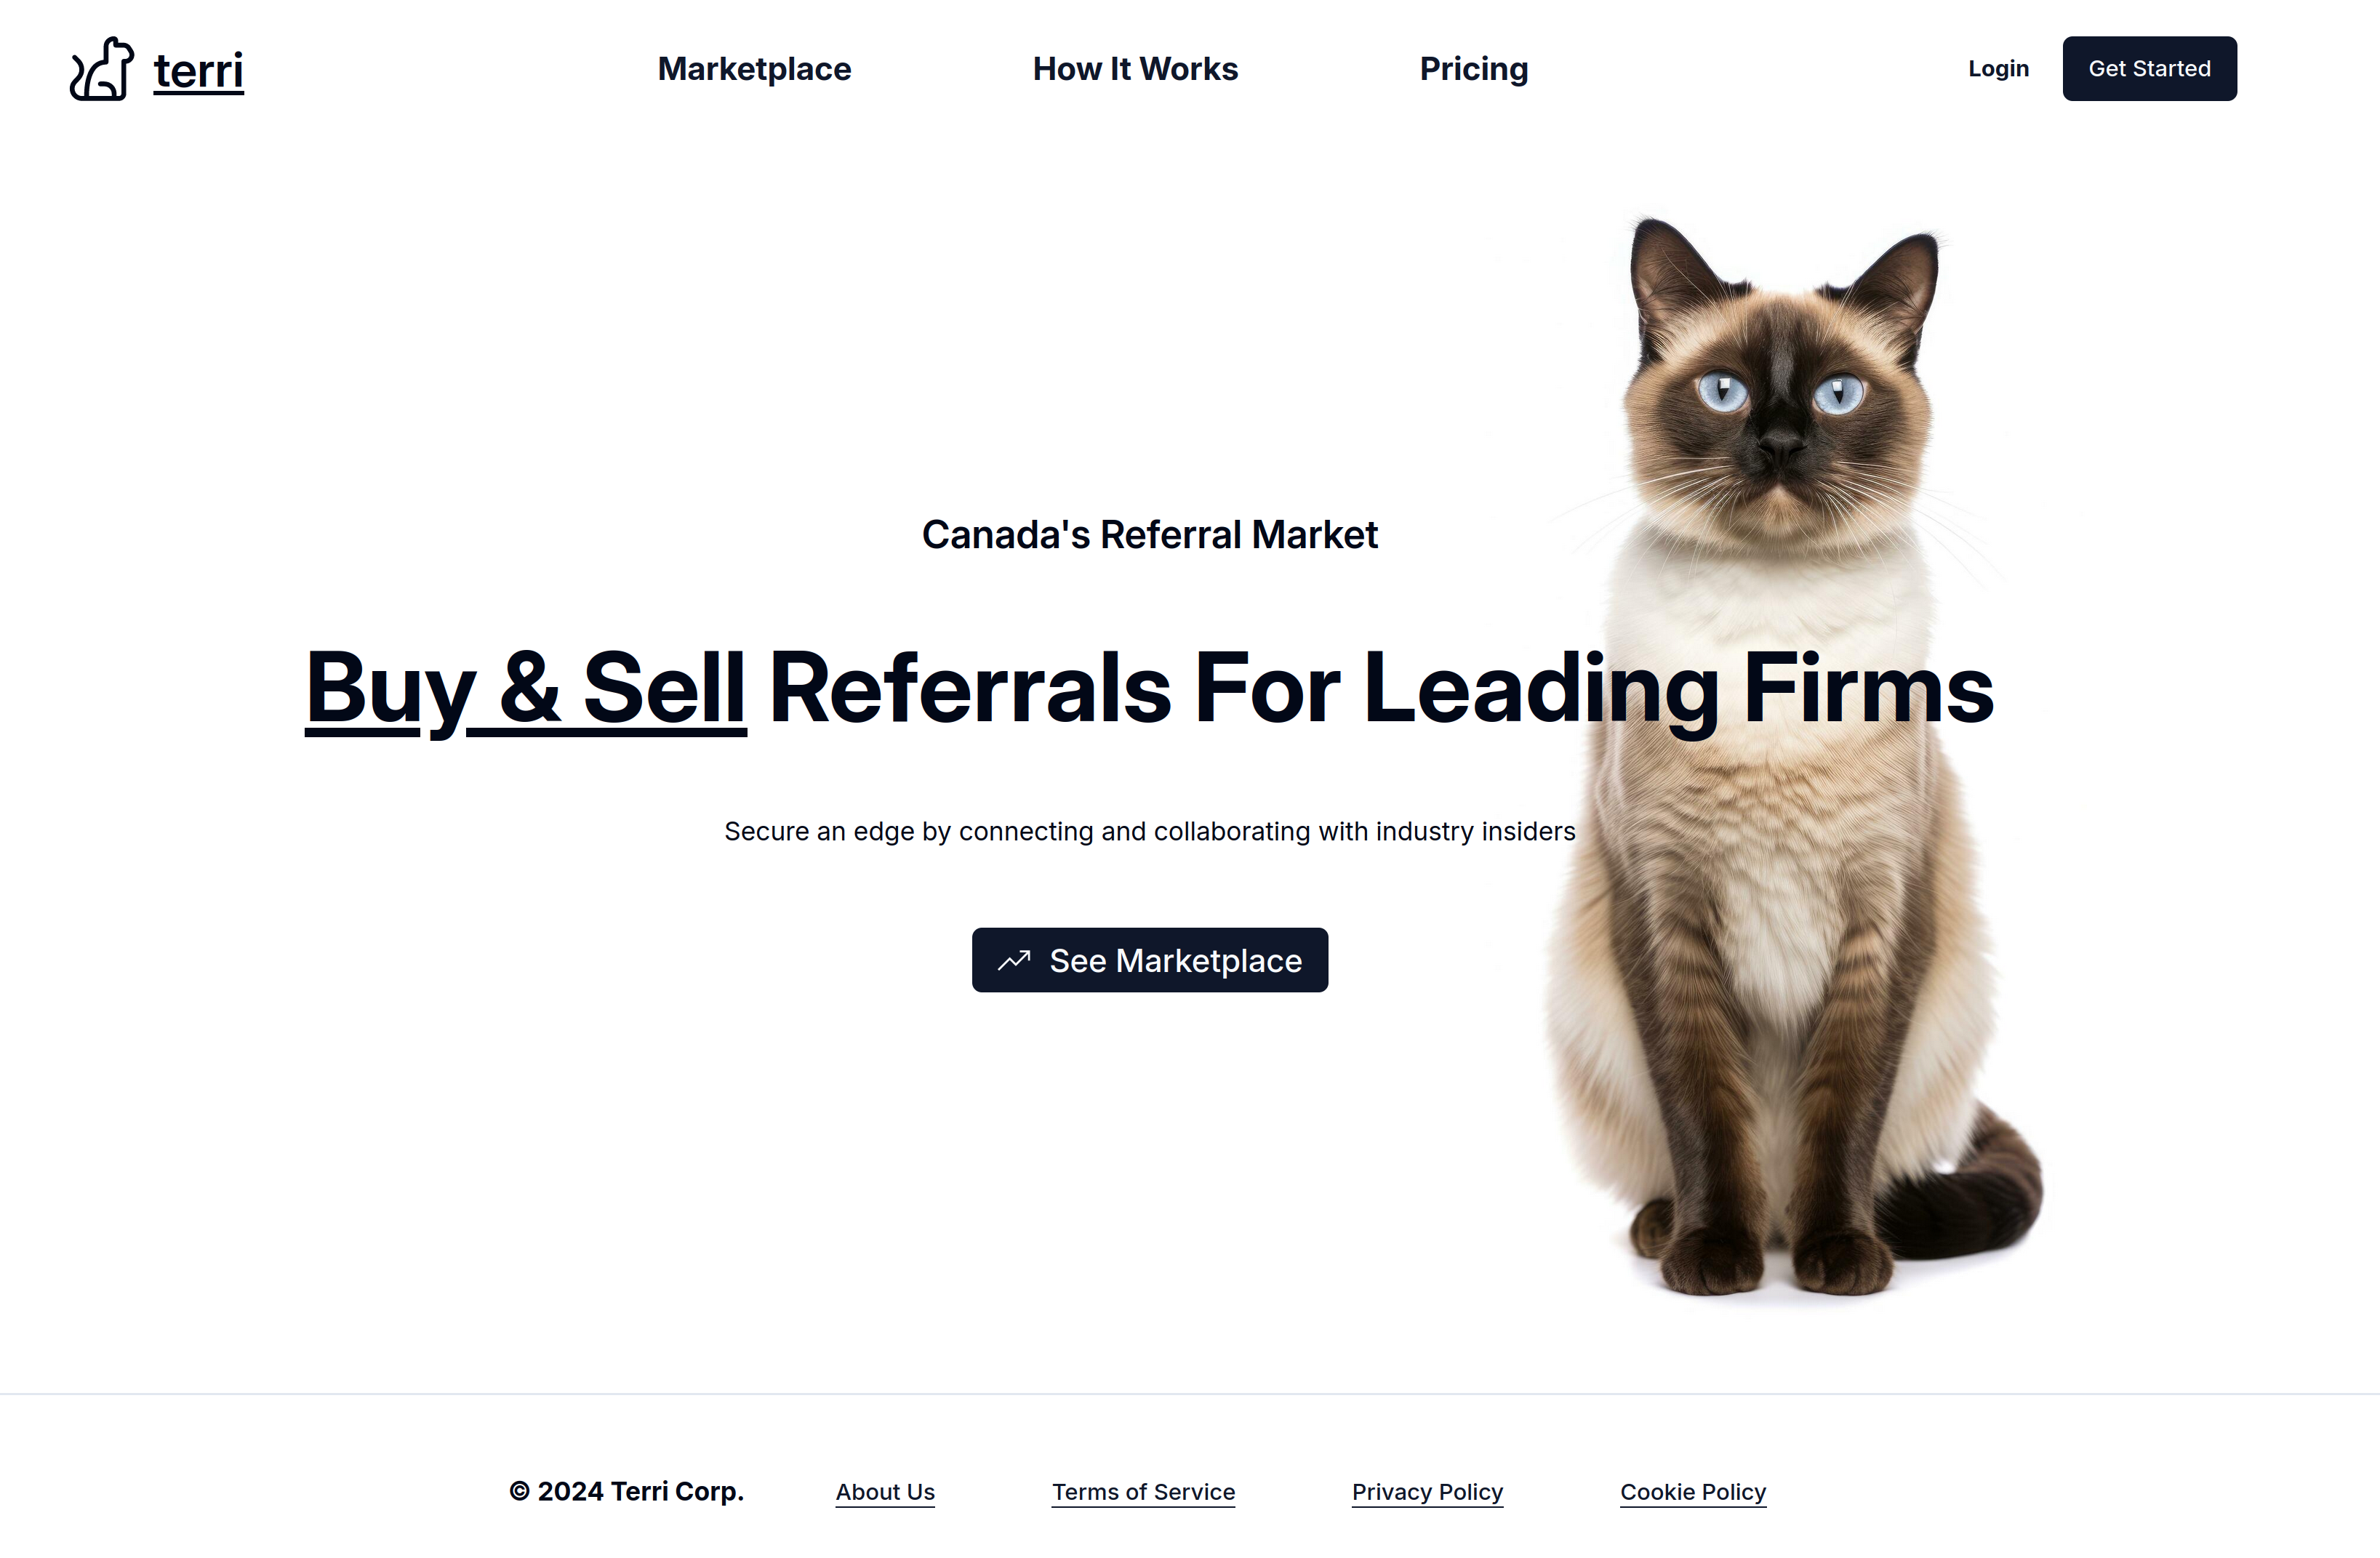 terri
Marketplace
How It Works
Pricing
Login
Get Started
Canada's Referral Market
Buy & Sell Referrals For Leading Firms
Secure an edge by connecting and collaborating with industry insiders
See Marketplace
© 2024 Terri Corp.
About Us
Terms of Service
Privacy Policy
Cookie Policy